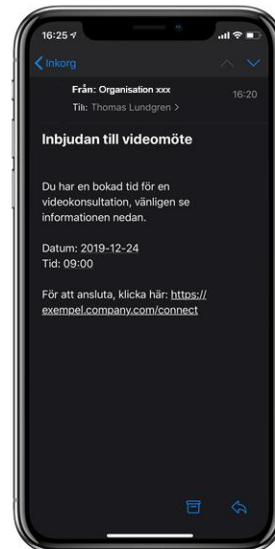 16:25
Inkorg
Från: Organisation xxx
16:20
Till: Thomas Lundgren >
Inbjudan till videomöte
Du har en bokad tid för en
videokonsultation, vänligen se
informationen nedan.
Datum: 2019-12-24
Tid: 09:00
För att ansluta, klicka här: https://
exempel.company.com/connect